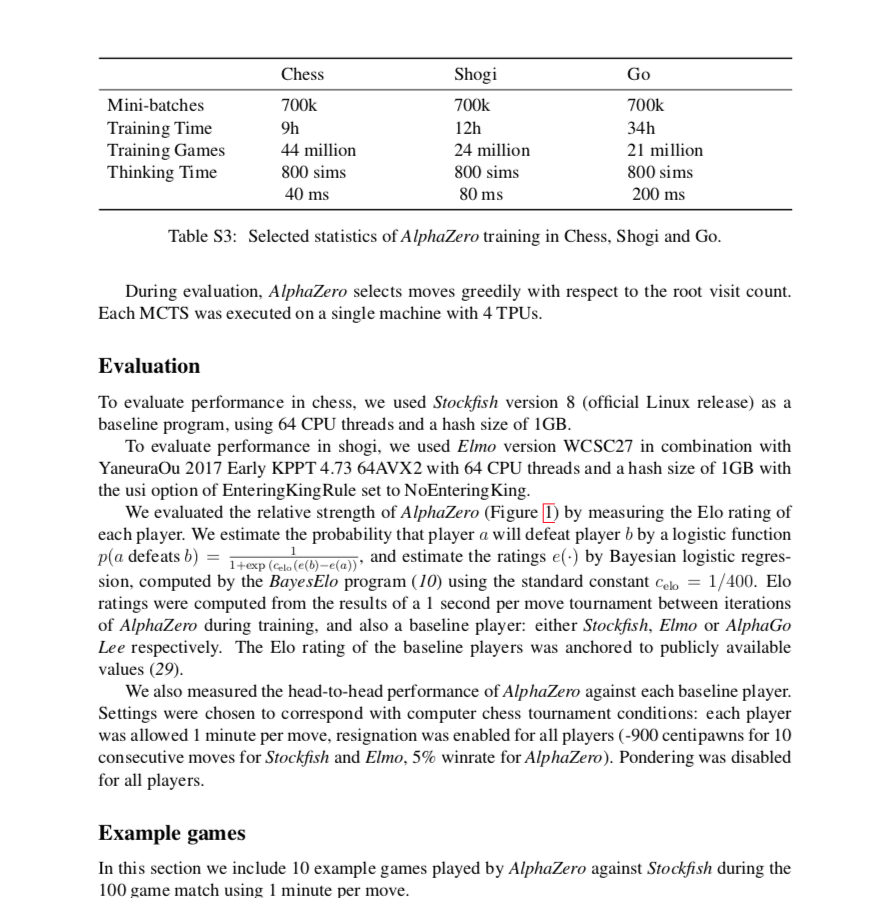 Chess Shogi Go
Mini-batches 700k 700k 700k
Training Time 9h 12h 34h
Training Games 44 million 24 million 21 million
Thinking Time 800 sims 800 sims 800 sims
40 ms 80 ms 200 ms
Table S3: Selected statistics of AlphaZero training in Chess, Shogi and Go.
During evaluation, AlphaZero selects moves greedily with respect to the root visit count.
Each MCTS was executed on a single machine with 4 TPUs.
Evaluation
To evaluate performance in chess, we used Stockfish version 8 (official Linux release) as a
baseline program, using 64 CPU threads and a hash size of 1GB.
To evaluate performance in shogi, we used Elmo version WCSC27 in combination with
YaneuraOu 2017 Early KPPT 4.73 64AVX2 with 64 CPU threads and a hash size of 1GB with
the usi option of EnteringKingRule set to NoEnteringKing.
We evaluated the relative strength of AlphaZero (Figure 1) by measuring the Elo rating of
each player. We estimate the probability that player a will defeat player b by a logistic function
p(a defeats b) = 1/(1+exp (c_elo(e(b)−e(a))), and estimate the ratings e(·) by Bayesian logistic regres-
sion, computed by the BayesElo program (10) using the standard constant c_elo = 1/400. Elo
ratings were computed from the results of a 1 second per move tournament between iterations
of AlphaZero during training, and also a baseline player: either Stockfish, Elmo or AlphaGo
Lee respectively. The Elo rating of the baseline players was anchored to publicly available
values (29).
We also measured the head-to-head performance of AlphaZero against each baseline player.
Settings were chosen to correspond with computer chess tournament conditions: each player
was allowed 1 minute per move, resignation was enabled for all players (-900 centipawns for 10
consecutive moves for Stockfish and Elmo, 5% winrate for AlphaZero). Pondering was disabled
for all players.
Example games
In this section we include 10 example games played by AlphaZero against Stockfish during the
100 game match using 1 minute per move.